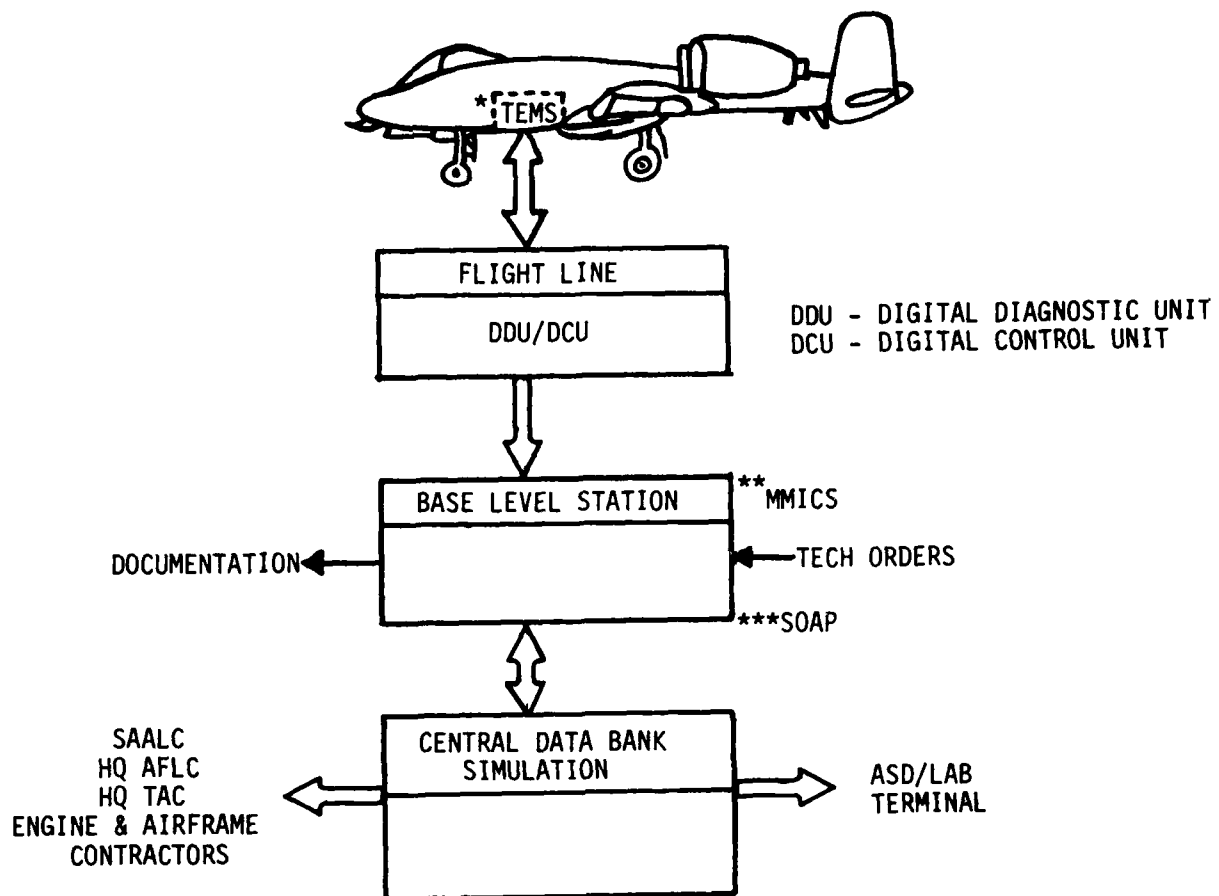 * TEMS
FLIGHT LINE
DDU/DCU
DDU - DIGITAL DIAGNOSTIC UNIT
DCU - DIGITAL CONTROL UNIT
BASE LEVEL STATION
**MMICS
DOCUMENTATION
TECH ORDERS
***SOAP
CENTRAL DATA BANK
SIMULATION
SAALC
HQ AFLC
HQ TAC
ENGINE & AIRFRAME
CONTRACTORS
ASD/LAB
TERMINAL